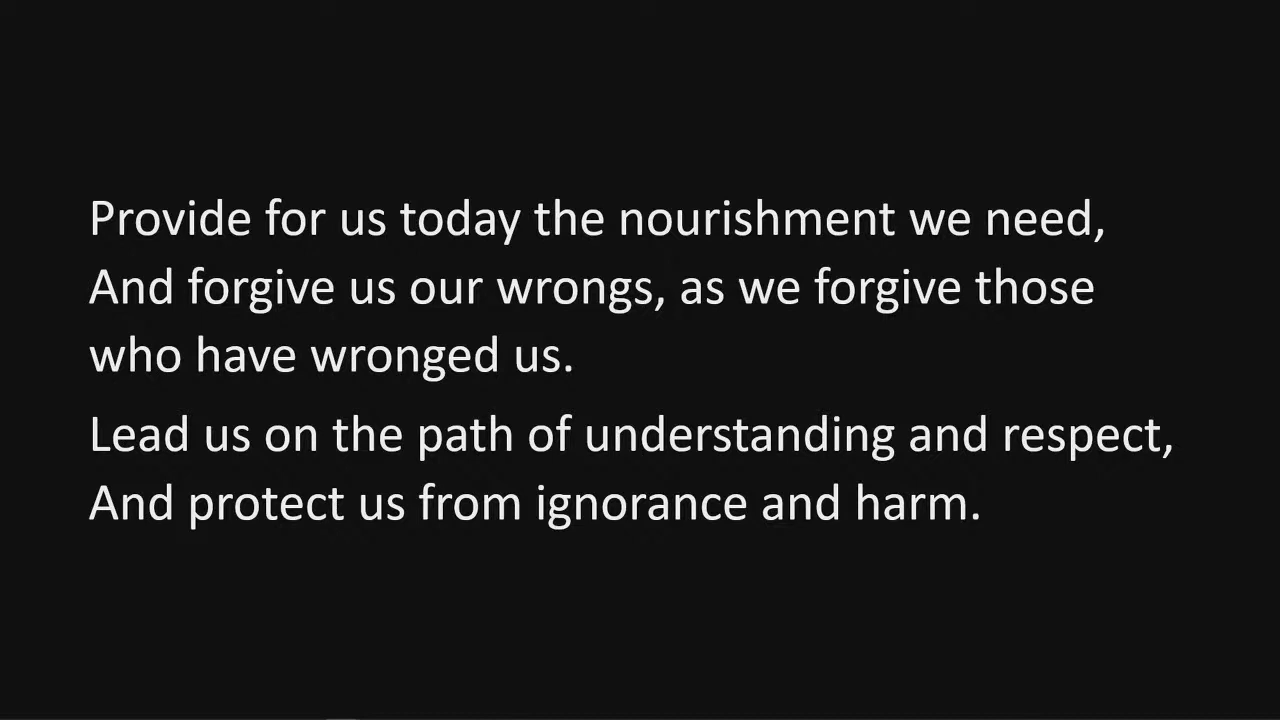 Provide for us today the nourishment we need,
And forgive us our wrongs, as we forgive those
who have wronged us.
Lead us on the path of understanding and respect,
And protect us from ignorance and harm.